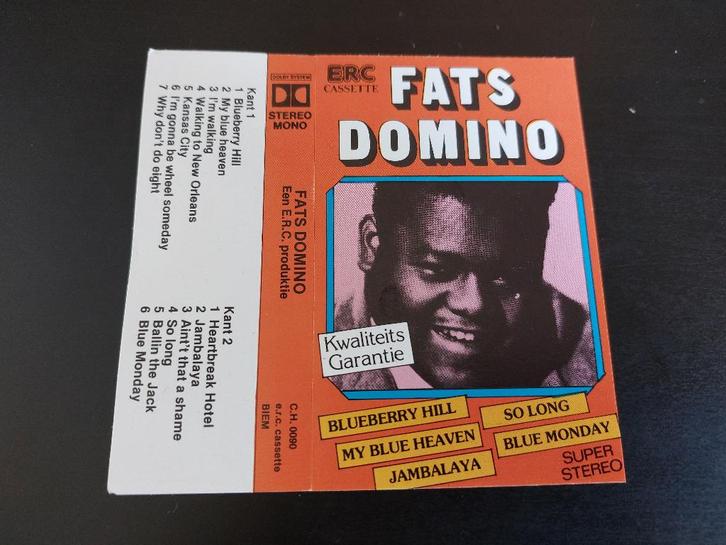 Kant 1
1 Blueberry Hill
2 My blue heaven
3 I'm walking
4 Walking to New Orleans
5 Kansas City
6 I'm gonna be wheel someday
7 Why don't do eight
Kant 2
1 Heartbreak Hotel
2 Jambalaya
3 Ain't that a shame
4 So long
5 Ballin the Jack
6 Blue Monday
DOLBY SYSTEM
STEREO
MONO
FATS DOMINO
Een E.R.C. produktie
C.H. 0090
e.r.c. cassette
BIEM
ERC
CASSETTE
FATS
DOMINO
Kwaliteits
Garantie
BLUEBERRY HILL
SO LONG
MY BLUE HEAVEN
BLUE MONDAY
JAMBALAYA
SUPER
STEREO